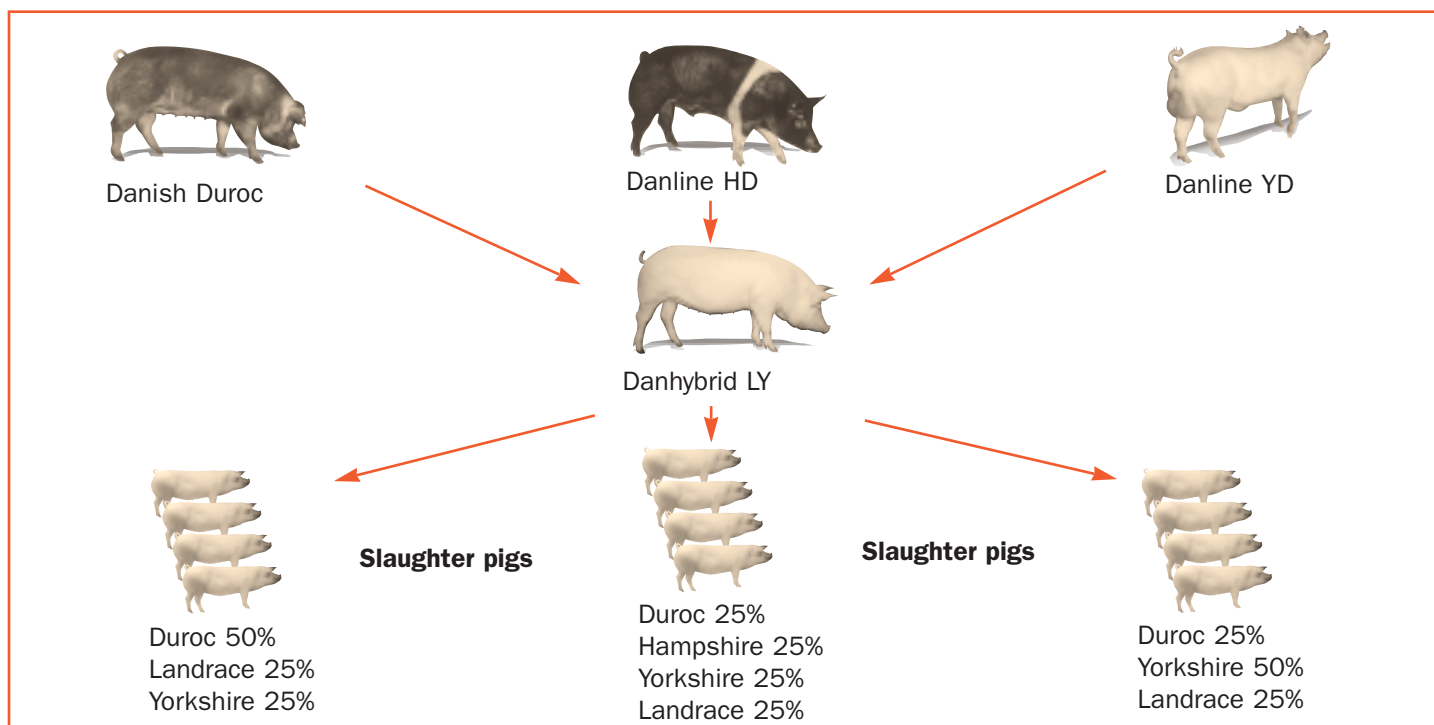 Danish Duroc
Danline HD
Danline YD
Danhybrid LY
Slaughter pigs
Slaughter pigs
Duroc 50%
Landrace 25%
Yorkshire 25%
Duroc 25%
Hampshire 25%
Yorkshire 25%
Landrace 25%
Duroc 25%
Yorkshire 50%
Landrace 25%